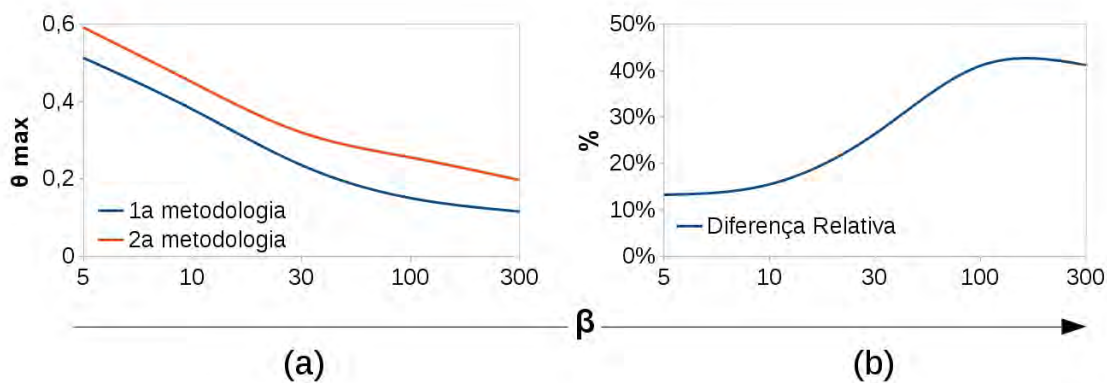 0,6
0,4
0,2
0
θ max
1a metodologia
2a metodologia
5 10 30 100 300
50%
40%
30%
20%
10%
0%
%
Diferença Relativa
5 10 30 100 300
β
(a) (b)